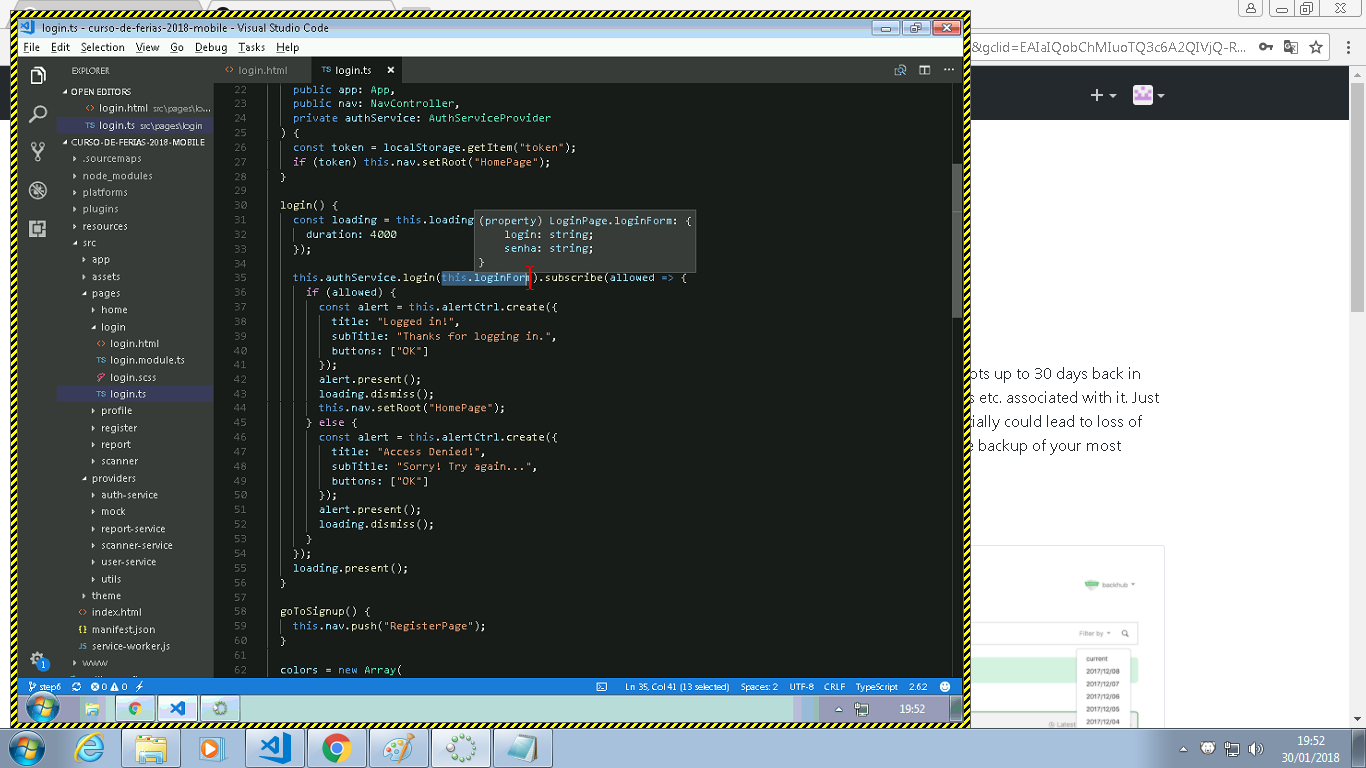 login.ts - curso-de-ferias-2018-mobile - Visual Studio Code
File Edit Selection View Go Debug Tasks Help
EXPLORER
OPEN EDITORS
login.html src\pages\lo...
TS login.ts src\pages\login
CURSO-DE-FERIAS-2018-MOBILE
.sourcemaps
node_modules
platforms
plugins
resources
src
app
assets
pages
home
login
login.html
TS login.module.ts
login.scss
TS login.ts
profile
register
report
scanner
providers
auth-service
mock
report-service
scanner-service
user-service
utils
theme
<> index.html
{} manifest.json
JS service-worker.js
www
<> login.html
TS login.ts
22 public app: App,
23 public nav: NavController,
24 private authService: AuthServiceProvider
25 ) {
26 const token = localStorage.getItem("token");
27 if (token) this.nav.setRoot("HomePage");
28 }
29
30 login() {
31 const loading = this.loading
32 duration: 4000
33 });
34
35 this.authService.login(this.loginForm).subscribe(allowed => {
36 if (allowed) {
37 const alert = this.alertCtrl.create({
38 title: "Logged in!",
39 subTitle: "Thanks for logging in.",
40 buttons: ["OK"]
41 });
42 alert.present();
43 loading.dismiss();
44 this.nav.setRoot("HomePage");
45 } else {
46 const alert = this.alertCtrl.create({
47 title: "Access Denied!",
48 subTitle: "Sorry! Try again...",
49 buttons: ["OK"]
50 });
51 alert.present();
52 loading.dismiss();
53 }
54 });
55 loading.present();
56 }
57
58 goToSignup() {
59 this.nav.push("RegisterPage");
60 }
61
62 colors = new Array(
(property) LoginPage.loginForm: {
login: string;
senha: string;
}
1
step6 0 0 Ln 35, Col 41 (13 selected) Spaces: 2 UTF-8 CRLF TypeScript 2.6.2
19:52
&gclid=EAIaIQobChMIuoTQ3c6A2QIVjQ-R...
ots up to 30 days back in
s etc. associated with it. Just
ially could lead to loss of
e backup of your most
backhub
Filter by
current
2017/12/08
2017/12/07
2017/12/06
2017/12/05
2017/12/04
Latest
19:52
30/01/2018